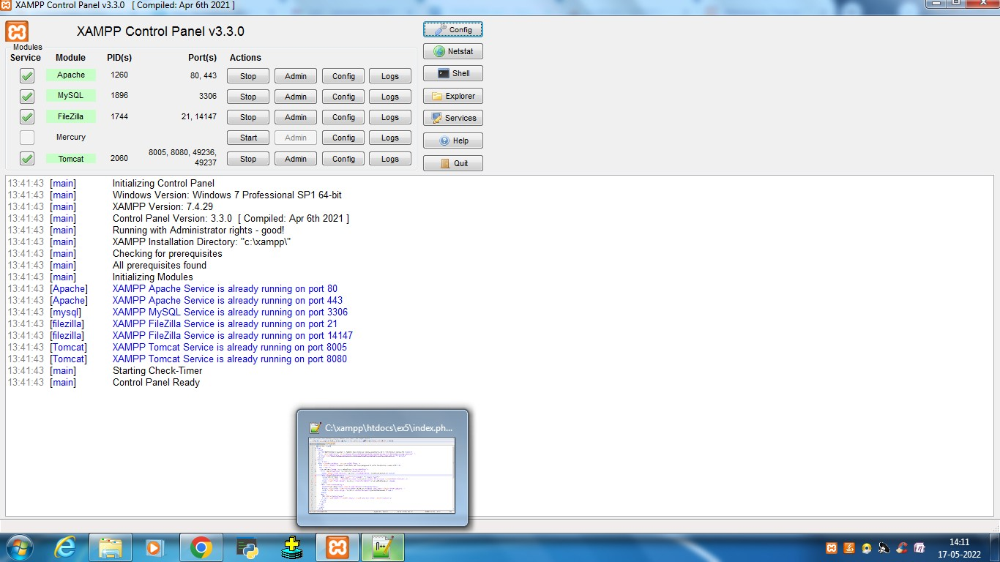 XAMPP Control Panel v3.3.0 [ Compiled: Apr 6th 2021 ]
XAMPP Control Panel v3.3.0
Config
Modules
Service Module PID(s) Port(s) Actions
Netstat
Apache 1260 80, 443 Stop Admin Config Logs
Shell
MySQL 1896 3306 Stop Admin Config Logs
Explorer
FileZilla 1744 21, 14147 Stop Admin Config Logs
Services
Mercury Start Admin Config Logs
Help
Tomcat 2060 8005, 8080, 49236, 49237 Stop Admin Config Logs
Quit
13:41:43 [main] Initializing Control Panel
13:41:43 [main] Windows Version: Windows 7 Professional SP1 64-bit
13:41:43 [main] XAMPP Version: 7.4.29
13:41:43 [main] Control Panel Version: 3.3.0 [ Compiled: Apr 6th 2021 ]
13:41:43 [main] Running with Administrator rights - good!
13:41:43 [main] XAMPP Installation Directory: "c:\xampp\"
13:41:43 [main] Checking for prerequisites
13:41:43 [main] All prerequisites found
13:41:43 [main] Initializing Modules
13:41:43 [Apache] XAMPP Apache Service is already running on port 80
13:41:43 [Apache] XAMPP Apache Service is already running on port 443
13:41:43 [mysql] XAMPP MySQL Service is already running on port 3306
13:41:43 [filezilla] XAMPP FileZilla Service is already running on port 21
13:41:43 [filezilla] XAMPP FileZilla Service is already running on port 14147
13:41:43 [Tomcat] XAMPP Tomcat Service is already running on port 8005
13:41:43 [Tomcat] XAMPP Tomcat Service is already running on port 8080
13:41:43 [main] Starting Check-Timer
13:41:43 [main] Control Panel Ready
C:\xampp\htdocs\ex5\index.ph...
14:11
17-05-2022